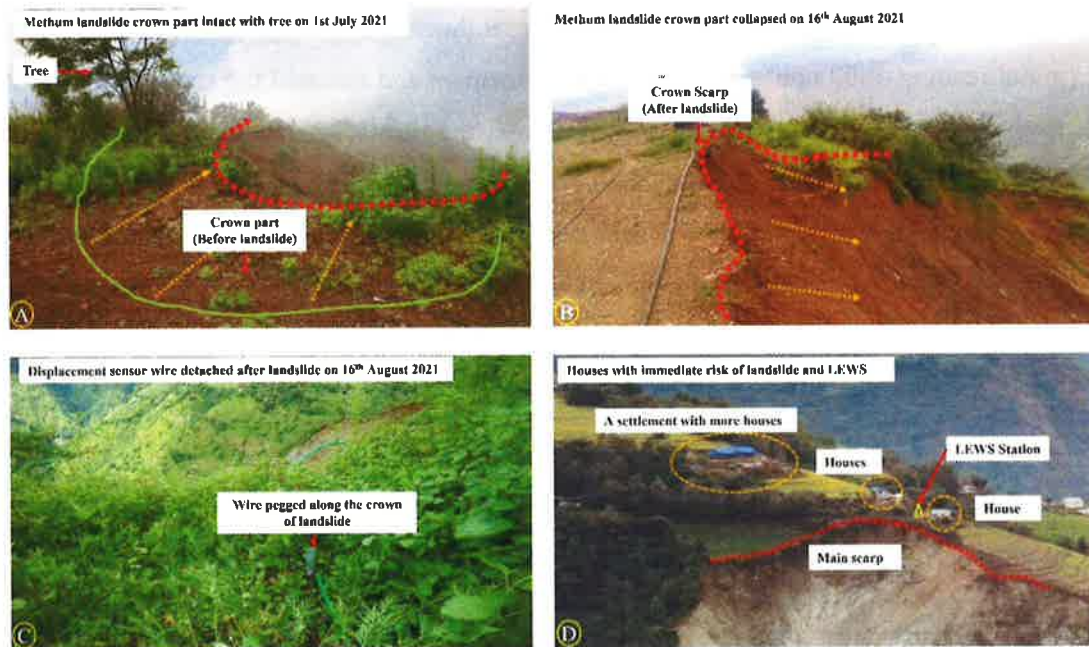 Methum landslide crown part intact with tree on 1st July 2021
Tree
Crown part
(Before landslide)
A
Methum landslide crown part collapsed on 16th August 2021
Crown Scarp
(After landslide)
B
Displacement sensor wire detached after landslide on 16th August 2021
Wire pegged along the crown
of landslide
C
Houses with immediate risk of landslide and LEWS
A settlement with more houses
LEWS Station
Houses
House
Main scarp
D